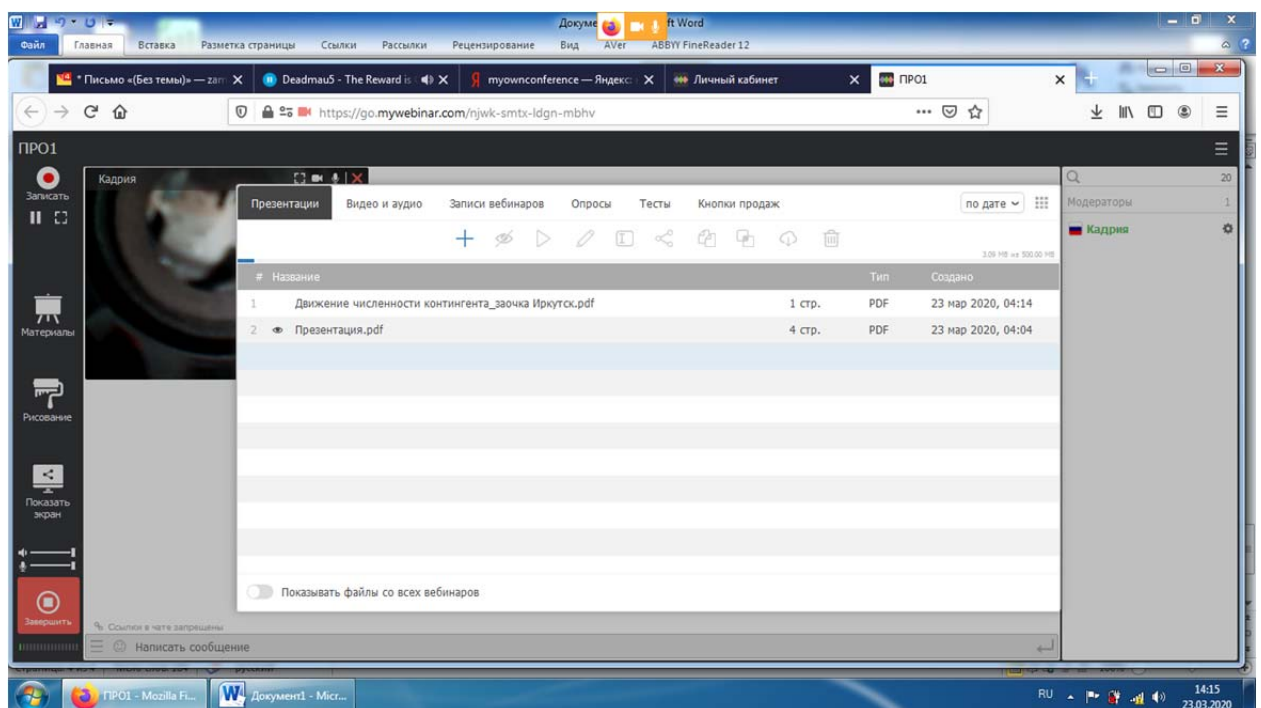 Докуме ft Word
Файл Главная Вставка Разметка страницы Ссылки Рассылки Рецензирование Вид AVer ABBYY FineReader 12
* Письмо «(Без темы)» — zam Deadmau5 - The Reward is myownconference — Яндекс: Личный кабинет ПРО1
https://go.mywebinar.com/njwk-smtx-ldgn-mbhv
ПРО1
Записать
Кадрия
20
Модераторы 1
Кадрия
Презентации Видео и аудио Записи вебинаров Опросы Тесты Кнопки продаж по дате
3.09 MB из 500.00 MB
# Название Тип Создано
1 Движение численности контингента_заочка Иркутск.pdf 1 стр. PDF 23 мар 2020, 04:14
2 Презентация.pdf 4 стр. PDF 23 мар 2020, 04:04
Материалы
Рисование
Показать
экран
Показывать файлы со всех вебинаров
Завершить
Ссылки в чате запрещены
Написать сообщение
ПРО1 - Mozilla Fi... Документ1 - Micr... RU 14:15
23.03.2020